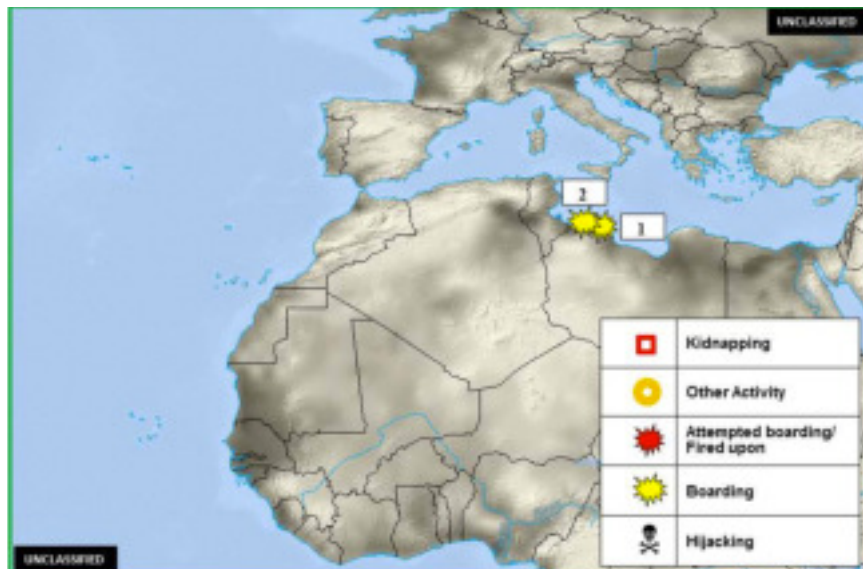 UNCLASSIFIED
2
1
Kidnapping
Other Activity
Attempted boarding/
Fired upon
Boarding
Hijacking
UNCLASSIFIED